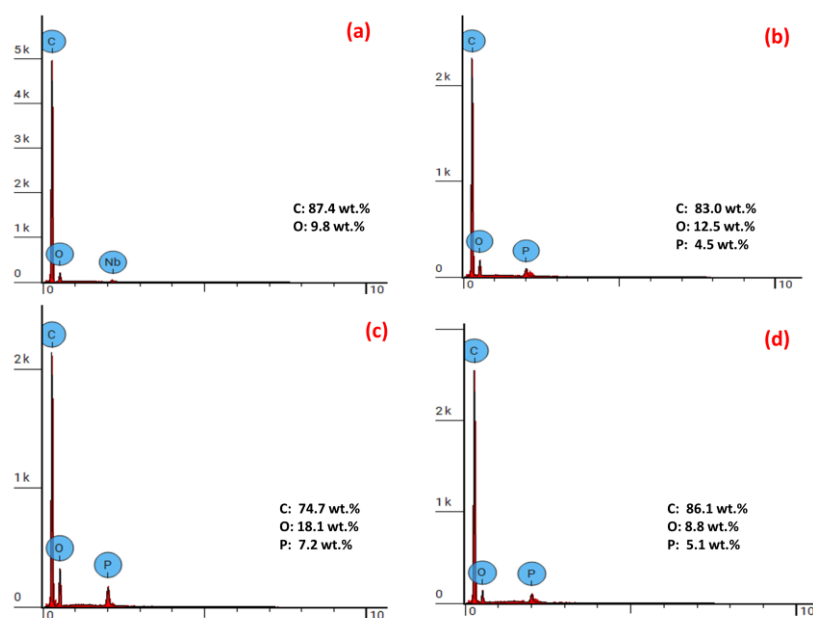 (a)
C
5k
4k
3k
2k
1k
O
Nb
0
C: 87.4 wt.%
O: 9.8 wt.%
0
10
(b)
C
2k
1k
O
P
0
C: 83.0 wt.%
O: 12.5 wt.%
P: 4.5 wt.%
0
10
(c)
C
2k
1k
O
P
0
C: 74.7 wt.%
O: 18.1 wt.%
P: 7.2 wt.%
0
10
(d)
C
2k
1k
O
P
0
C: 86.1 wt.%
O: 8.8 wt.%
P: 5.1 wt.%
0
10